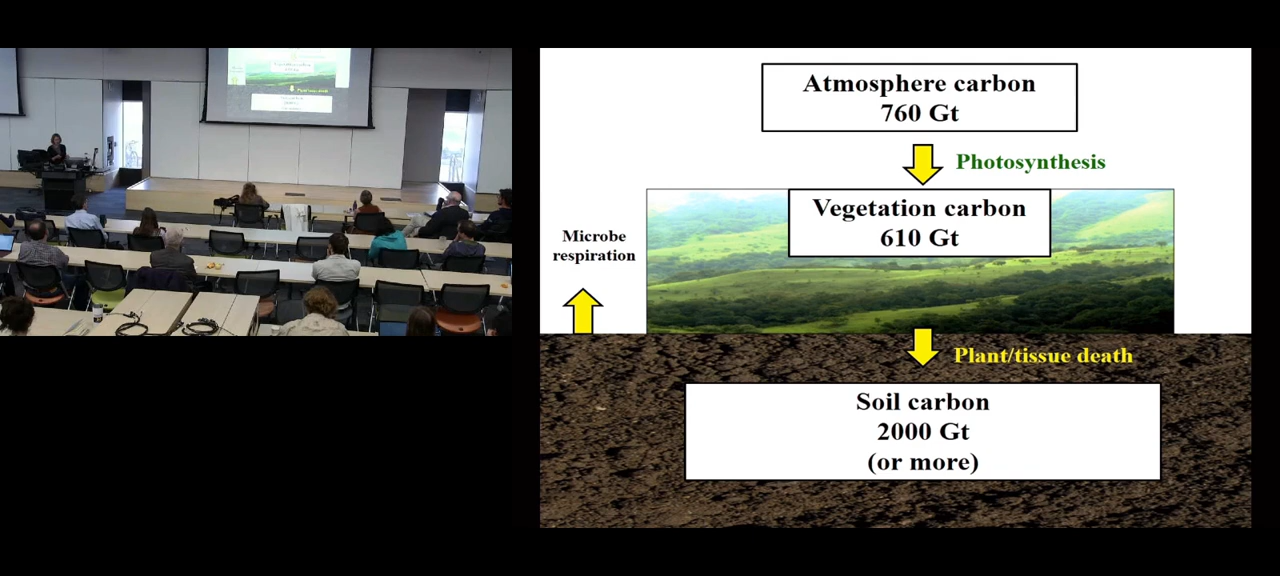 Atmosphere carbon
760 Gt
Photosynthesis
Vegetation carbon
610 Gt
Microbe
respiration
Plant/tissue death
Soil carbon
2000 Gt
(or more)